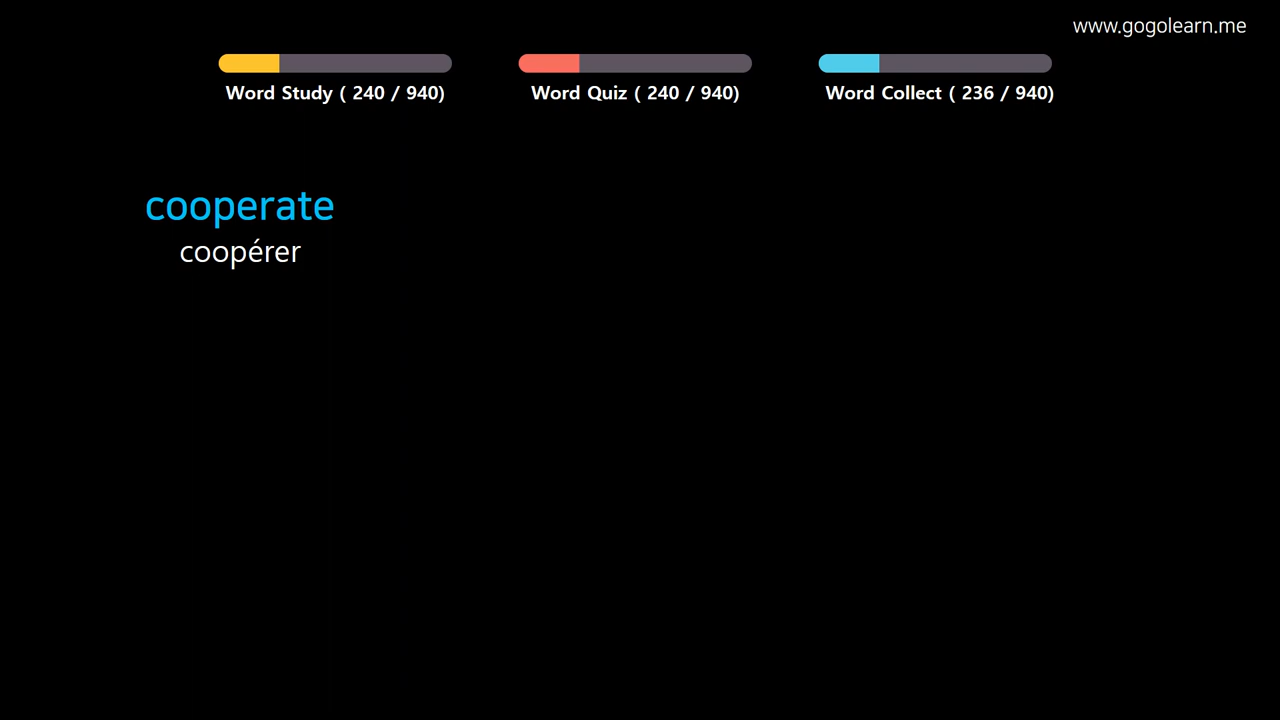 www.gogolearn.me
Word Study ( 240 / 940)
Word Quiz ( 240 / 940)
Word Collect ( 236 / 940)
cooperate
coopérer